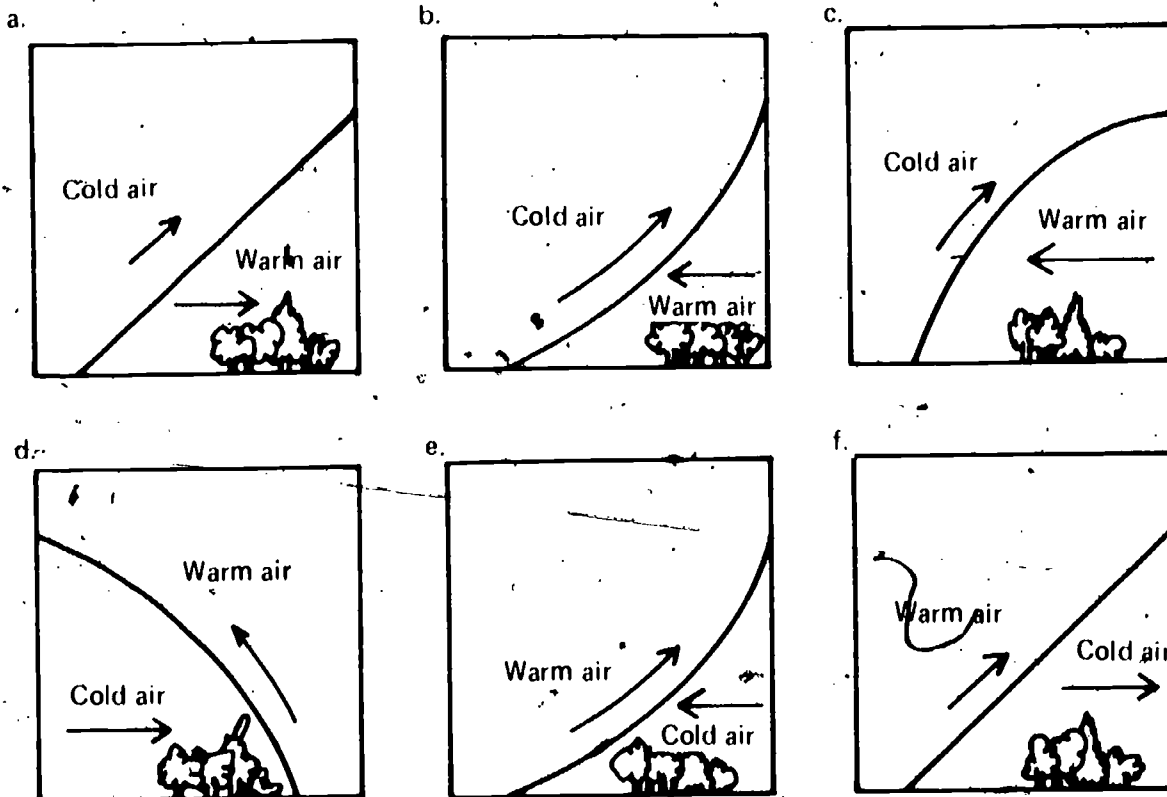 a.
b.
c.
Cold air
Warm air
Cold air
Warm air
Cold air
Warm air
d.
e.
f.
Warm air
Cold air
Warm air
Cold air
Warm air
Cold air